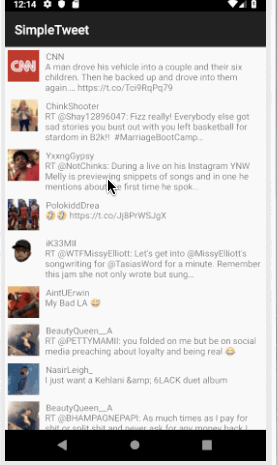 12:14
SimpleTweet
CNN
CNN
A man drove his vehicle into a couple and their six
children. Then he backed up and drove into them
again.... https://t.co/Tci9RqPq79
ChinkShooter
RT @Shay12896047: Fizz really! Everybody else got
sad stories you bust out with you left basketball for
stardom in B2k!! #MarriageBootCamp...
YxxngGypsy
RT @NotChinks: During a live on his Instagram YNW
Melly is previewing snippets of songs and in one he
mentions about the first time he spok...
PolokiddDrea
🤣🤣 https://t.co/Jj8PrWSJgX
iK33MII
RT @WTFMissyElliott: Let's get into @MissyElliott's
songwriting for @TasiasWord for a minute. Remember
this jam she not only wrote but sung...
AintUErwin
My Bad LA 😂
BeautyQueen__A
RT @PETTYMAMII: you folded on me but be on social
media preaching about loyalty and being real 😂
NasirLeigh_
I just want a Kehlani &amp; 6LACK duet album
BeautyQueen__A
RT @BHAMPAGNEPAPI: As much times as I pay for
shit or split shit and never ask for any money back I